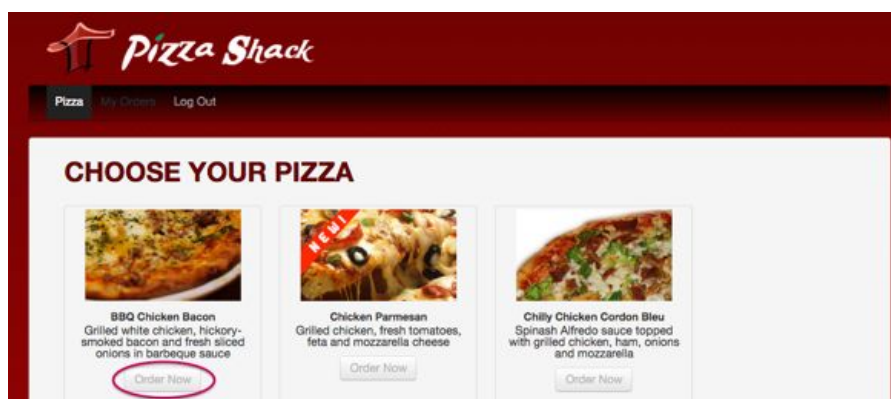 Pizza Shack
Pizza My Orders Log Out
CHOOSE YOUR PIZZA
NEW!
BBQ Chicken Bacon
Grilled white chicken, hickory-
smoked bacon and fresh sliced
onions in barbeque sauce
Order Now
Chicken Parmesan
Grilled chicken, fresh tomatoes,
feta and mozzarella cheese
Order Now
Chilly Chicken Cordon Bleu
Spinash Alfredo sauce topped
with grilled chicken, ham, onions
and mozzarella
Order Now